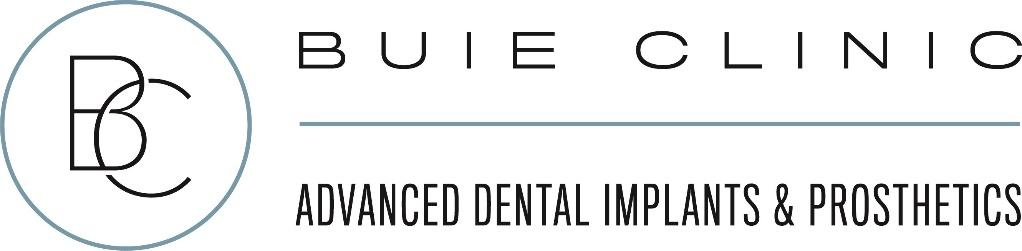 BC
BUIE CLINIC
ADVANCED DENTAL IMPLANTS & PROSTHETICS